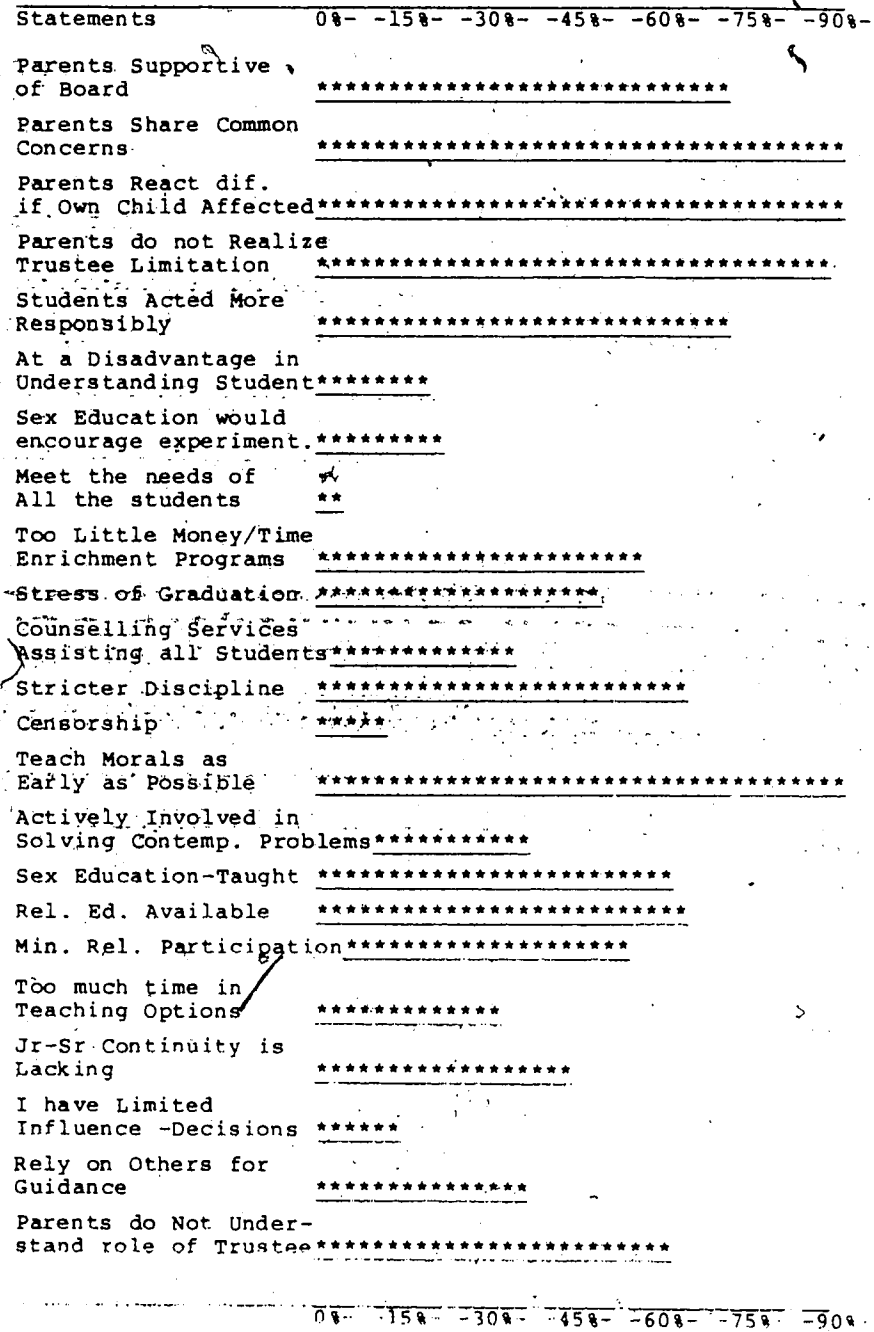 Statements 0%- -15%- -30%- -45%- -60%- -75%- -90%-
Parents Supportive
of Board *****************************
Parents Share Common
Concerns *************************************
Parents React dif.
if Own Child Affected*************************************
Parents do not Realize
Trustee Limitation ************************************
Students Acted More
Responsibly *****************************
At a Disadvantage in
Understanding Student********
Sex Education would
encourage experiment.*********
Meet the needs of
All the students **
Too Little Money/Time
Enrichment Programs ***********************
Stress of Graduation ********************
Counselling Services
Assisting all Students*************
Stricter Discipline **************************
Censorship *****
Teach Morals as
Early as Possible *************************************
Actively Involved in
Solving Contemp. Problems***********
Sex Education-Taught *************************
Rel. Ed. Available **************************
Min. Rel. Participation********************
Too much time in
Teaching Options *************
Jr-Sr Continuity is
Lacking ******************
I have Limited
Influence -Decisions ******
Rely on Others for
Guidance ***************
Parents do Not Under-
stand role of Trustee*************************
0%- -15%- -30%- -45%- -60%- -75%- -90%